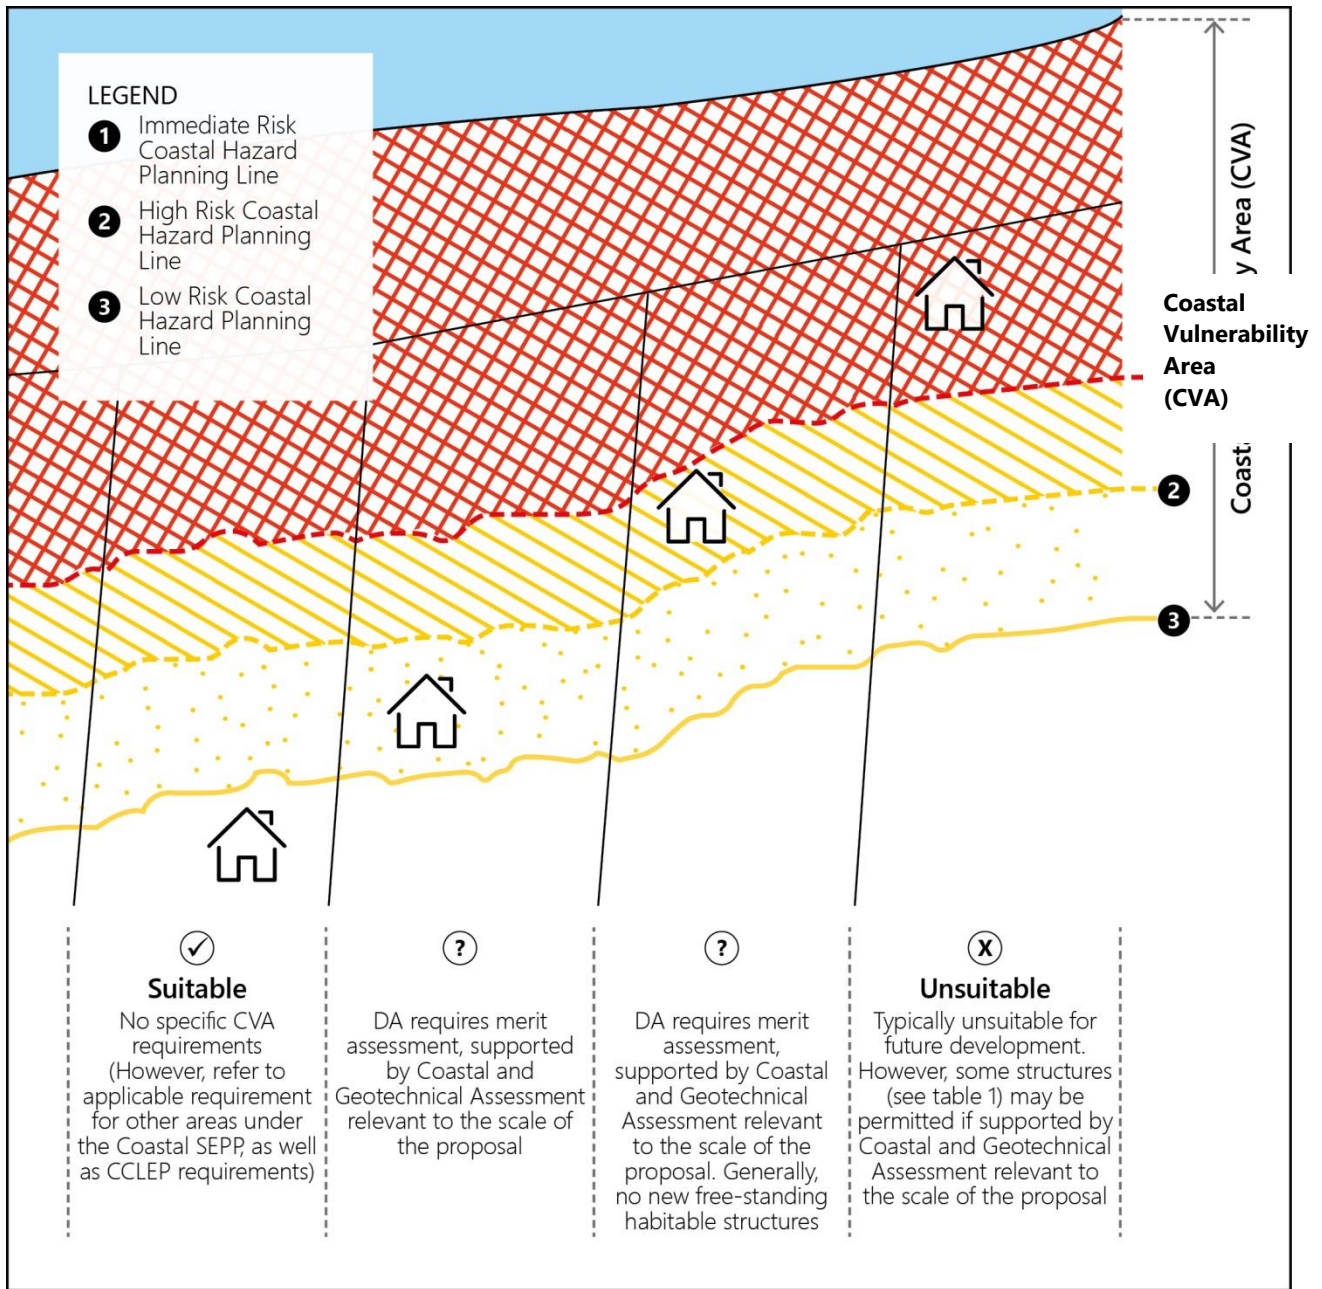 LEGEND
1 Immediate Risk
Coastal Hazard
Planning Line
2 High Risk Coastal
Hazard Planning
Line
3 Low Risk Coastal
Hazard Planning
Line
y Area (CVA)
Coast
Coastal
Vulnerability
Area
(CVA)
2
3
✓
Suitable
No specific CVA
requirements
(However, refer to
applicable requirement
for other areas under
the Coastal SEPP, as well
as CCLEP requirements)
?
DA requires merit
assessment, supported
by Coastal and
Geotechnical Assessment
relevant to the scale of
the proposal
?
DA requires merit
assessment,
supported by Coastal
and Geotechnical
Assessment relevant
to the scale of the
proposal. Generally,
no new free-standing
habitable structures
X
Unsuitable
Typically unsuitable for
future development.
However, some structures
(see table 1) may be
permitted if supported by
Coastal and Geotechnical
Assessment relevant to
the scale of the proposal